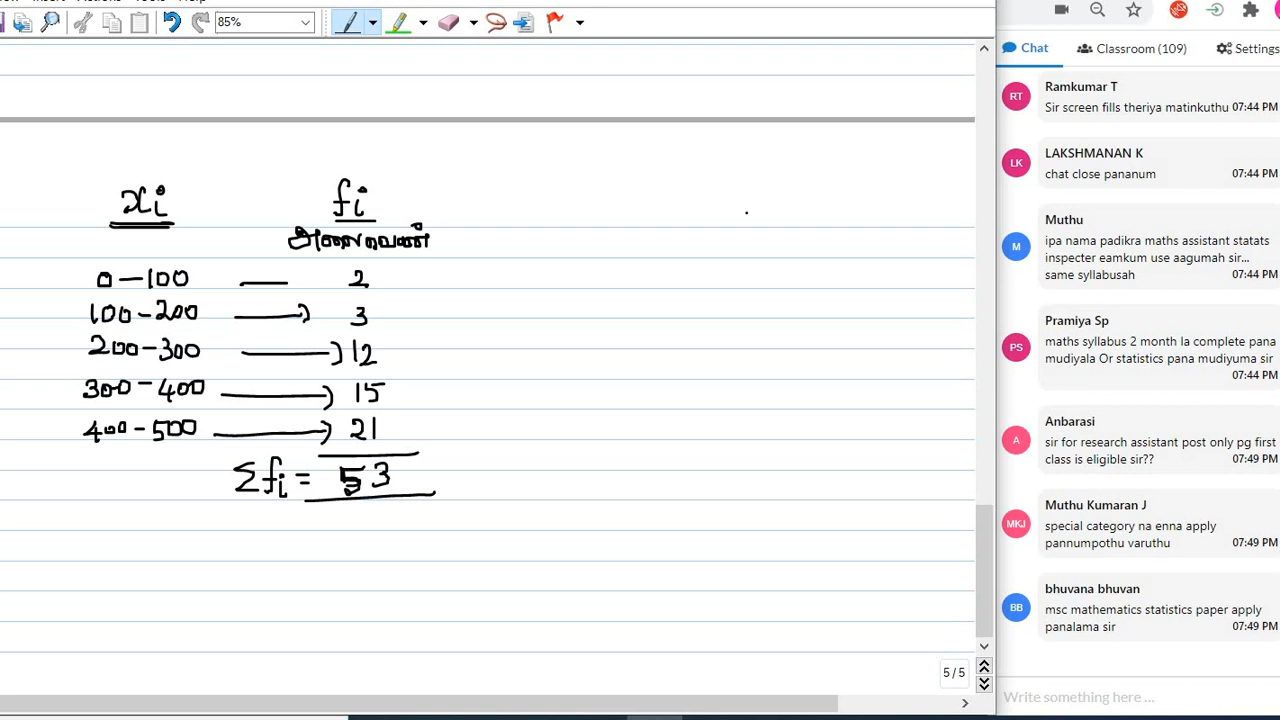 85%
xi fi
அலைவெண்
0-100 — 2
100-200 → 3
200-300 → 12
300-400 → 15
400-500 → 21
Σfi = 53
5 / 5
Chat Classroom (109) Settings
RT Ramkumar T
Sir screen fills theriya matinkuthu 07:44 PM
LK LAKSHMANAN K
chat close pananum 07:44 PM
M Muthu
ipa nama padikra maths assistant statats
inspecter eamkum use aagumah sir...
same syllabusah 07:44 PM
PS Pramiya Sp
maths syllabus 2 month la complete pana
mudiyala Or statistics pana mudiyuma sir
07:44 PM
A Anbarasi
sir for research assistant post only pg first
class is eligible sir?? 07:49 PM
MKJ Muthu Kumaran J
special category na enna apply
pannumpothu varuthu 07:49 PM
BB bhuvana bhuvan
msc mathematics statistics paper apply
panalama sir 07:49 PM
Write something here ...